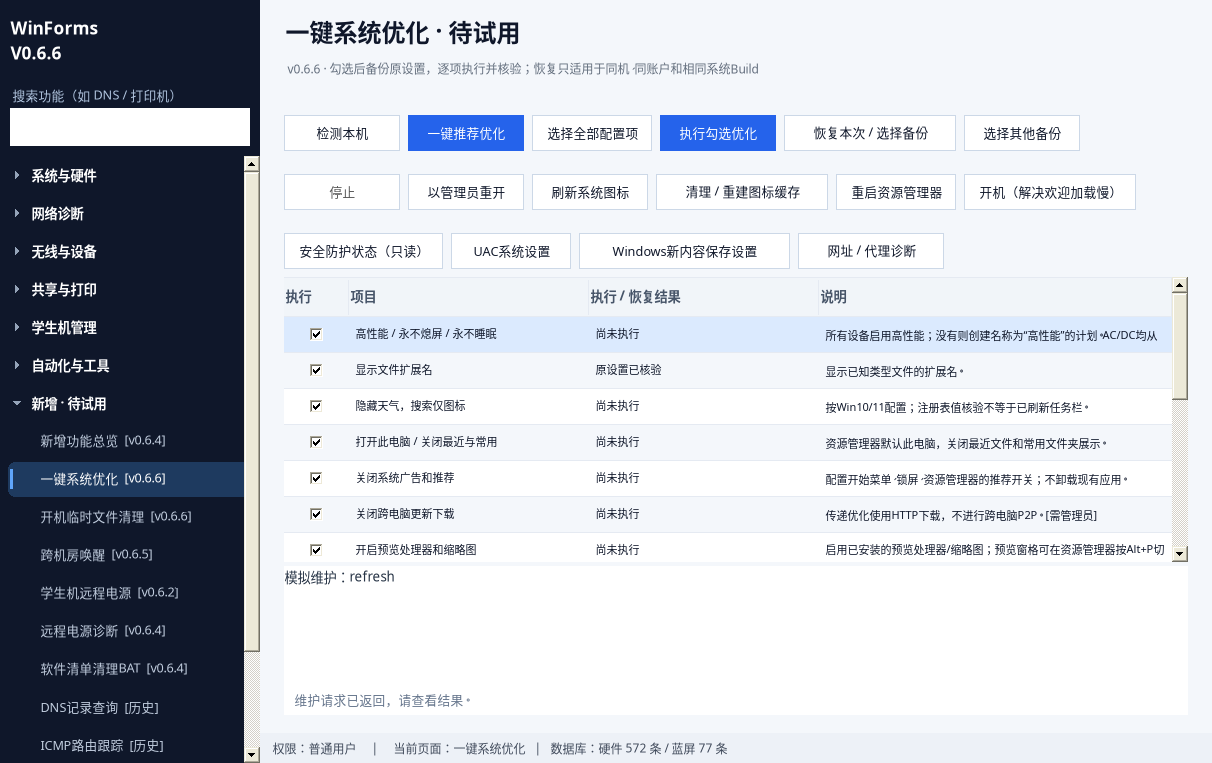 WinForms
V0.6.6
搜索功能（如 DNS / 打印机）
系统与硬件
网络诊断
无线与设备
共享与打印
学生机管理
自动化与工具
新增 · 待试用
新增功能总览 [v0.6.4]
一键系统优化 [v0.6.6]
开机临时文件清理 [v0.6.6]
跨机房唤醒 [v0.6.5]
学生机远程电源 [v0.6.2]
远程电源诊断 [v0.6.4]
软件清单清理BAT [v0.6.4]
DNS记录查询 [历史]
ICMP路由跟踪 [历史]
一键系统优化 · 待试用
v0.6.6 · 勾选后备份原设置，逐项执行并核验；恢复只适用于同机·同账户和相同系统Build
检测本机 一键推荐优化 选择全部配置项 执行勾选优化 恢复本次 / 选择备份 选择其他备份
停止 以管理员重开 刷新系统图标 清理 / 重建图标缓存 重启资源管理器 开机（解决欢迎加载慢）
安全防护状态（只读） UAC系统设置 Windows新内容保存设置 网址 / 代理诊断
执行 项目 执行 / 恢复结果 说明
高性能 / 永不熄屏 / 永不睡眠 尚未执行 所有设备启用高性能；没有则创建名称为“高性能”的计划。AC/DC均从
显示文件扩展名 原设置已核验 显示已知类型文件的扩展名。
隐藏天气，搜索仅图标 尚未执行 按Win10/11配置；注册表值核验不等于已刷新任务栏。
打开此电脑 / 关闭最近与常用 尚未执行 资源管理器默认此电脑，关闭最近文件和常用文件夹展示。
关闭系统广告和推荐 尚未执行 配置开始菜单·锁屏·资源管理器的推荐开关；不卸载现有应用。
关闭跨电脑更新下载 尚未执行 传递优化使用HTTP下载，不进行跨电脑P2P。[需管理员]
开启预览处理器和缩略图 尚未执行 启用已安装的预览处理器/缩略图；预览窗格可在资源管理器按Alt+P切
模拟维护：refresh
维护请求已返回，请查看结果。
权限：普通用户 | 当前页面：一键系统优化 | 数据库：硬件 572 条 / 蓝屏 77 条